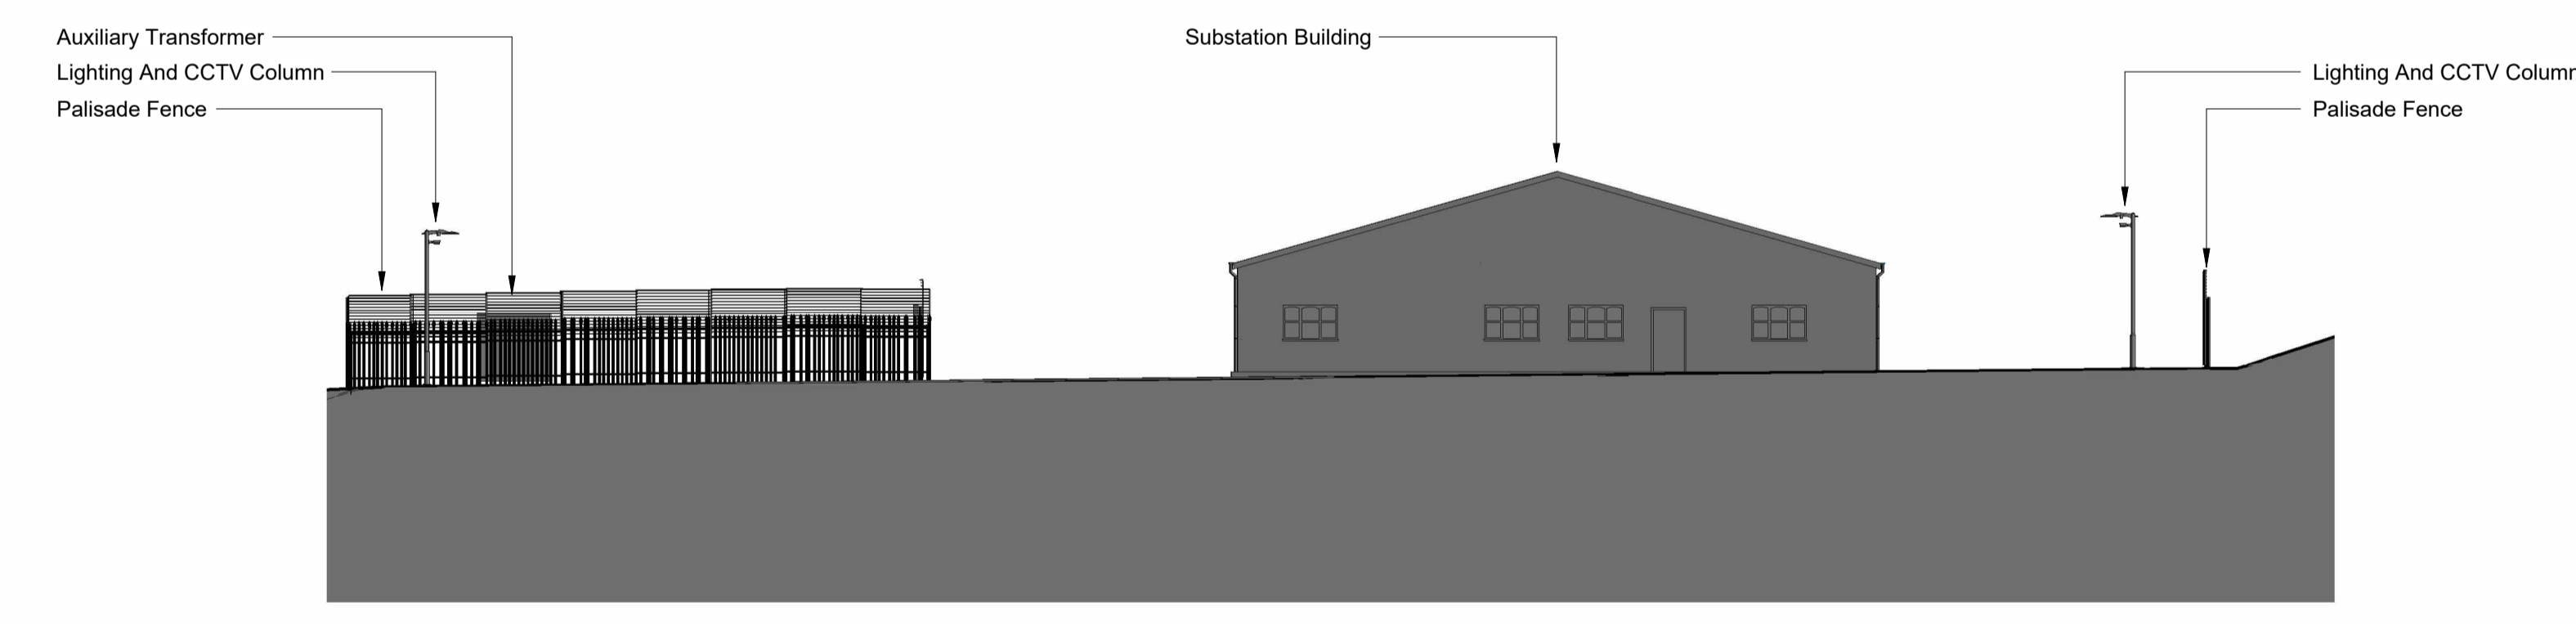 Auxiliary Transformer
Lighting And CCTV Column
Palisade Fence
Substation Building
Lighting And CCTV Column
Palisade Fence